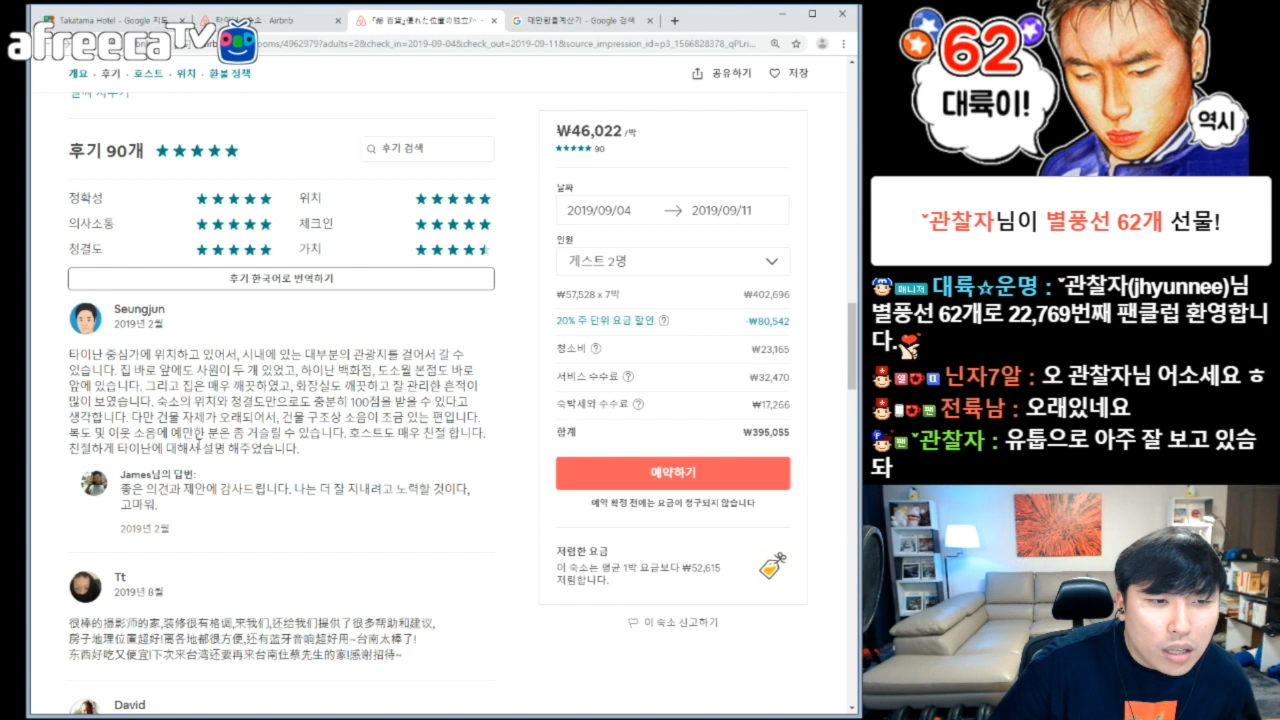 Takatama Hotel - Google 지도
Airbnb
대만환율계산기 - Google 검색
afreecaTV
ooms/4962979?adults=2&check_in=2019-09-04&check_out=2019-09-11&source_impression_id=p3_1566828378_
개요 · 후기 · 호스트 · 위치 · 환불 정책
공유하기
저장
날짜 지우기
후기 90개
후기 검색
정확성
위치
의사소통
체크인
청결도
가치
후기 한국어로 번역하기
Seungjun
2019년 2월
타이난 중심가에 위치하고 있어서, 시내에 있는 대부분의 관광지를 걸어서 갈 수
있습니다. 집 바로 앞에도 사원이 두 개 있었고, 하이난 백화점, 도소월 본점도 바로
앞에 있습니다. 그리고 집은 매우 깨끗하였고, 화장실도 깨끗하고 잘 관리한 흔적이
많이 보였습니다. 숙소의 위치와 청결도만으로도 충분히 100점을 받을 수 있다고
생각합니다. 다만 건물 자체가 오래되어서, 건물 구조상 소음이 조금 있는 편입니다.
복도 및 이웃 소음에 예만한 분은 좀 거슬릴 수 있습니다. 호스트도 매우 친절 합니다.
친절하게 타이난에 대해서 설명 해주었습니다.
James님의 답변:
좋은 의견과 제안에 감사드립니다. 나는 더 잘 지내려고 노력할 것이다,
고마워.
2019년 2월
Tt
2019년 8월
很棒的摄影师的家,装修很有格调,来我们,还给我们提供了很多帮助和建议,
房子地理位置超好!离各地都很方便,还有蓝牙音响超好用~台南太棒了!
东西好吃又便宜!下次来台湾还要再来台南住蔡先生的家!感谢招待~
David
₩46,022 /박
90
날짜
2019/09/04 → 2019/09/11
인원
게스트 2명
₩57,528 x 7박 ₩402,696
20% 주 단위 요금 할인 -₩80,542
청소비 ₩23,165
서비스 수수료 ₩32,470
숙박세와 수수료 ₩17,266
합계 ₩395,055
예약하기
예약 확정 전에는 요금이 청구되지 않습니다
저렴한 요금
이 숙소는 평균 1박 요금보다 ₩52,615
저렴합니다.
이 숙소 신고하기
62
대륙이!
역시
˘관찰자님이 별풍선 62개 선물!
매니저 대륙☆운명 : ˘관찰자(jhyunnee)님
별풍선 62개로 22,769번째 팬클럽 환영합니
다.
닌자7알 : 오 관찰자님 어소세요 ㅎ
팬 전륙남 : 오래있네요
팬 ˘관찰자 : 유툽으로 아주 잘 보고 있슴
돠